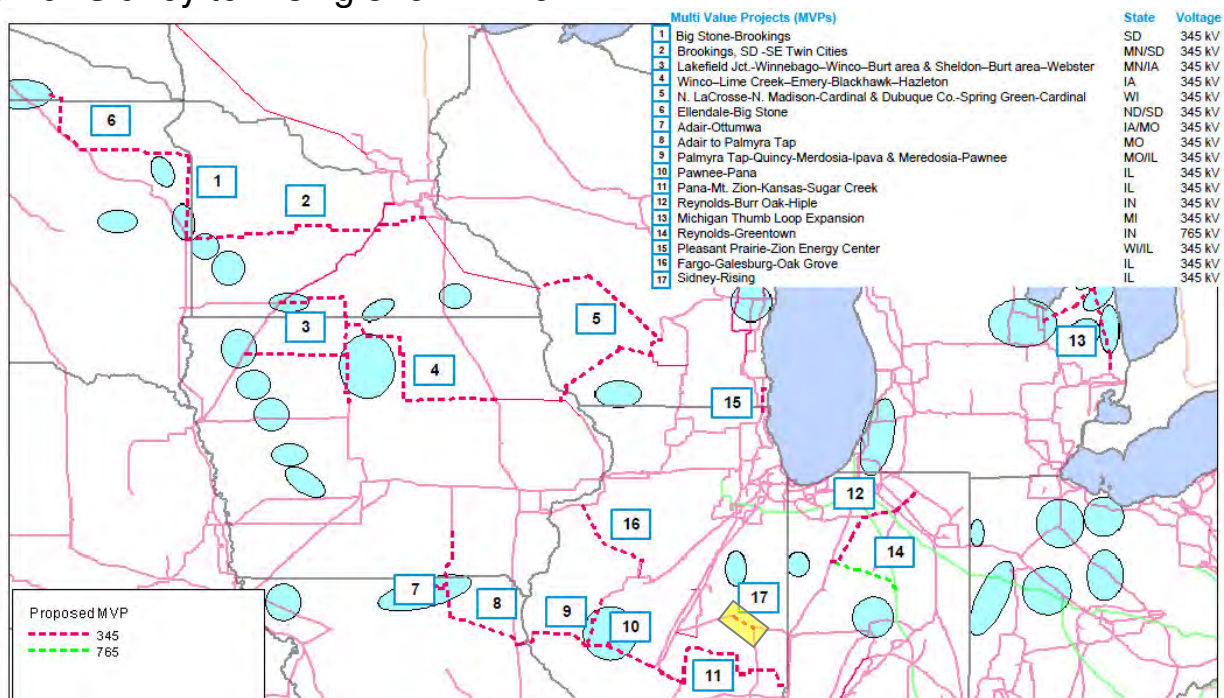 Multi Value Projects (MVPs) State Voltage
1 Big Stone-Brookings SD 345 kV
2 Brookings, SD -SE Twin Cities MN/SD 345 kV
3 Lakefield Jct.-Winnebago–Winco–Burt area & Sheldon–Burt area–Webster MN/IA 345 kV
4 Winco–Lime Creek–Emery-Blackhawk–Hazleton IA 345 kV
5 N. LaCrosse-N. Madison-Cardinal & Dubuque Co.-Spring Green-Cardinal WI 345 kV
6 Ellendale-Big Stone ND/SD 345 kV
7 Adair-Ottumwa IA/MO 345 kV
8 Adair to Palmyra Tap MO 345 kV
9 Palmyra Tap-Quincy-Merdosia-Ipava & Meredosia-Pawnee MO/IL 345 kV
10 Pawnee-Pana IL 345 kV
11 Pana-Mt. Zion-Kansas-Sugar Creek IL 345 kV
12 Reynolds-Burr Oak-Hiple IN 345 kV
13 Michigan Thumb Loop Expansion MI 345 kV
14 Reynolds-Greentown IN 765 kV
15 Pleasant Prairie-Zion Energy Center WI/IL 345 kV
16 Fargo-Galesburg-Oak Grove IL 345 kV
17 Sidney-Rising IL 345 kV
6
1
2
3
5
13
4
15
12
16
14
7
8
9
17
10
11
Proposed MVP
345
765